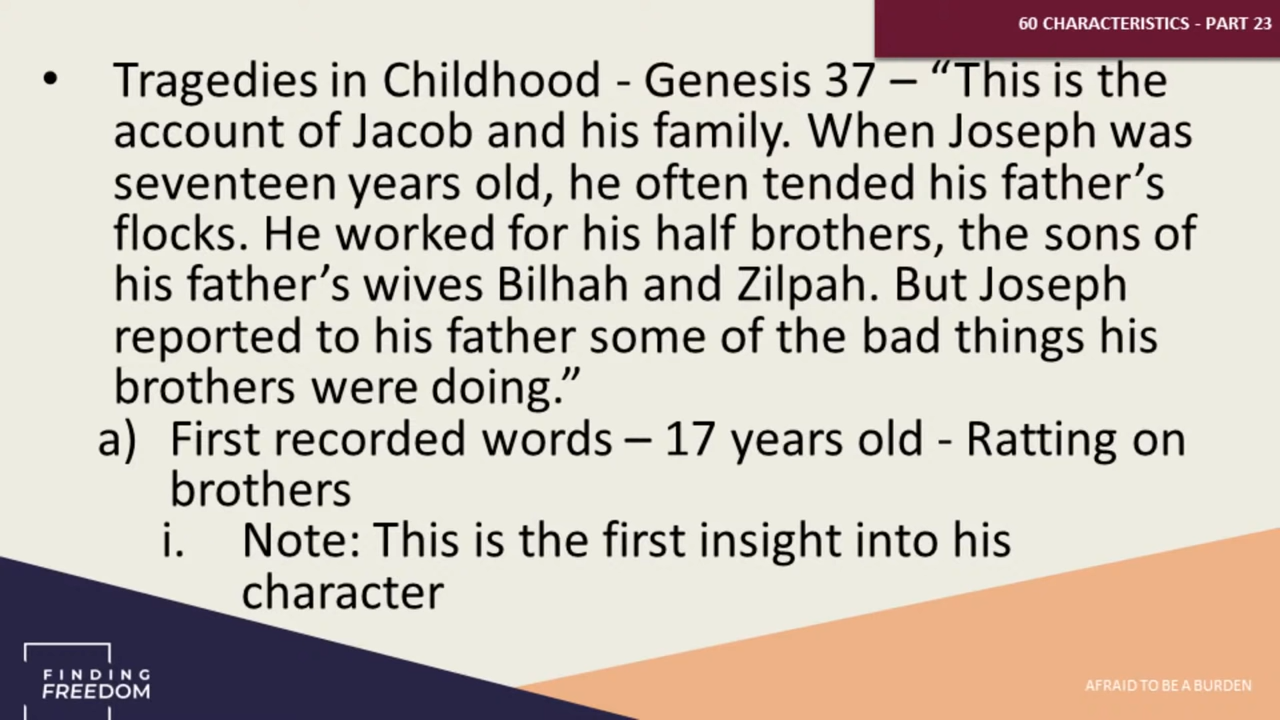 60 CHARACTERISTICS - PART 23
• Tragedies in Childhood - Genesis 37 – “This is the
account of Jacob and his family. When Joseph was
seventeen years old, he often tended his father’s
flocks. He worked for his half brothers, the sons of
his father’s wives Bilhah and Zilpah. But Joseph
reported to his father some of the bad things his
brothers were doing.”
a) First recorded words – 17 years old - Ratting on
brothers
i. Note: This is the first insight into his
character
FINDING
FREEDOM
AFRAID TO BE A BURDEN